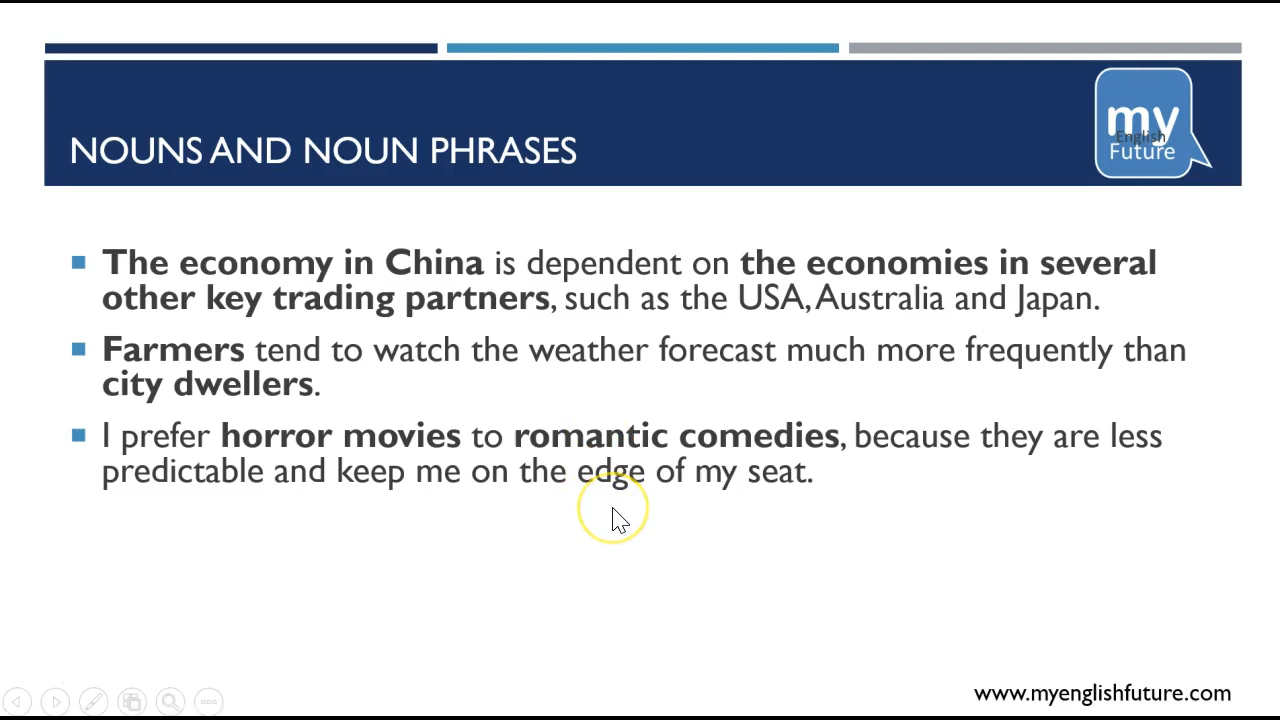 my
English
Future
NOUNS AND NOUN PHRASES
The economy in China is dependent on the economies in several
other key trading partners, such as the USA, Australia and Japan.
Farmers tend to watch the weather forecast much more frequently than
city dwellers.
I prefer horror movies to romantic comedies, because they are less
predictable and keep me on the edge of my seat.
www.myenglishfuture.com